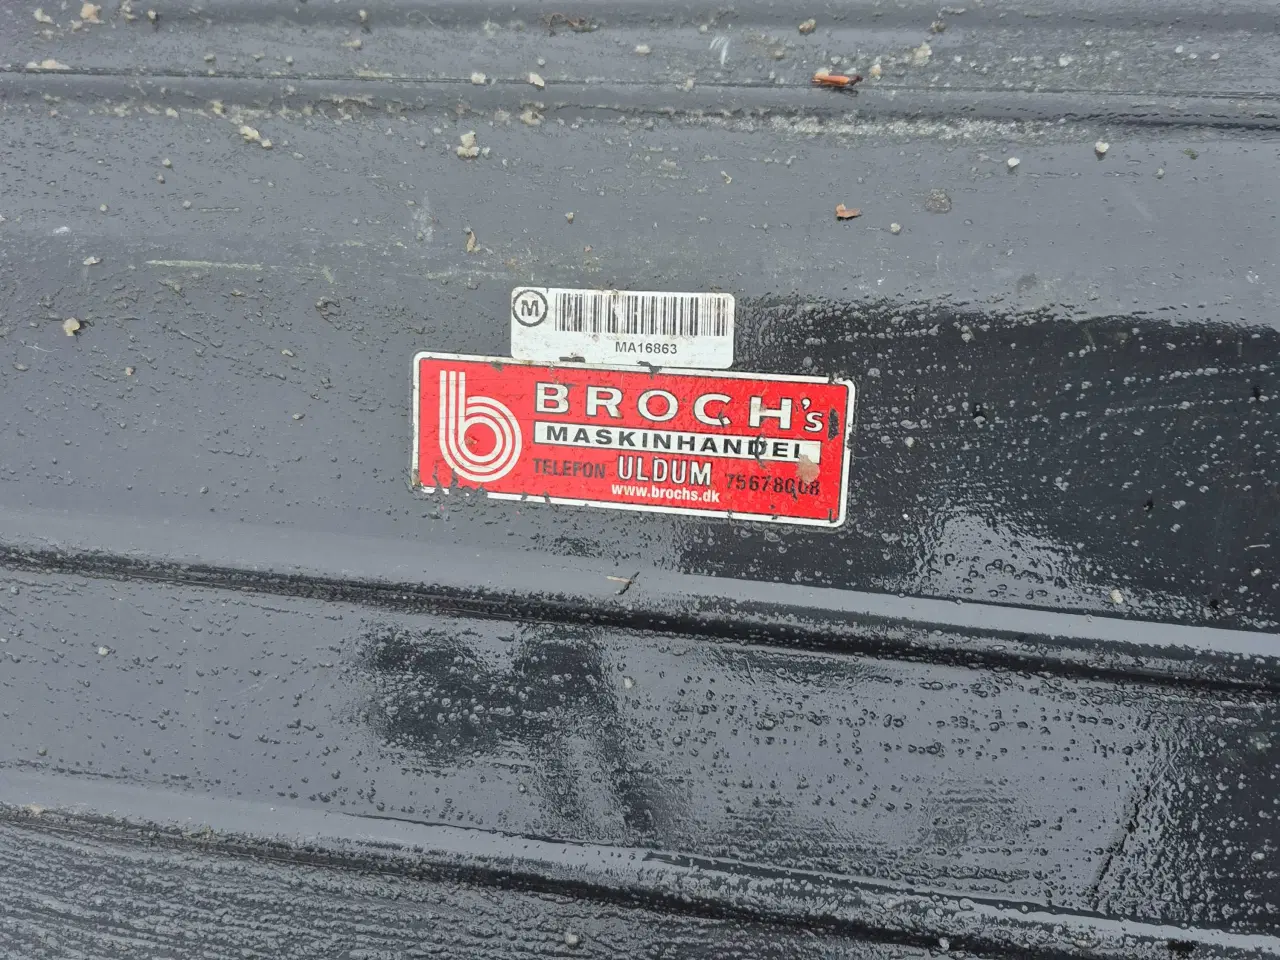 M
MA16863
b
BROCH's
MASKINHANDEL
TELEFON ULDUM 75678008
www.brochs.dk